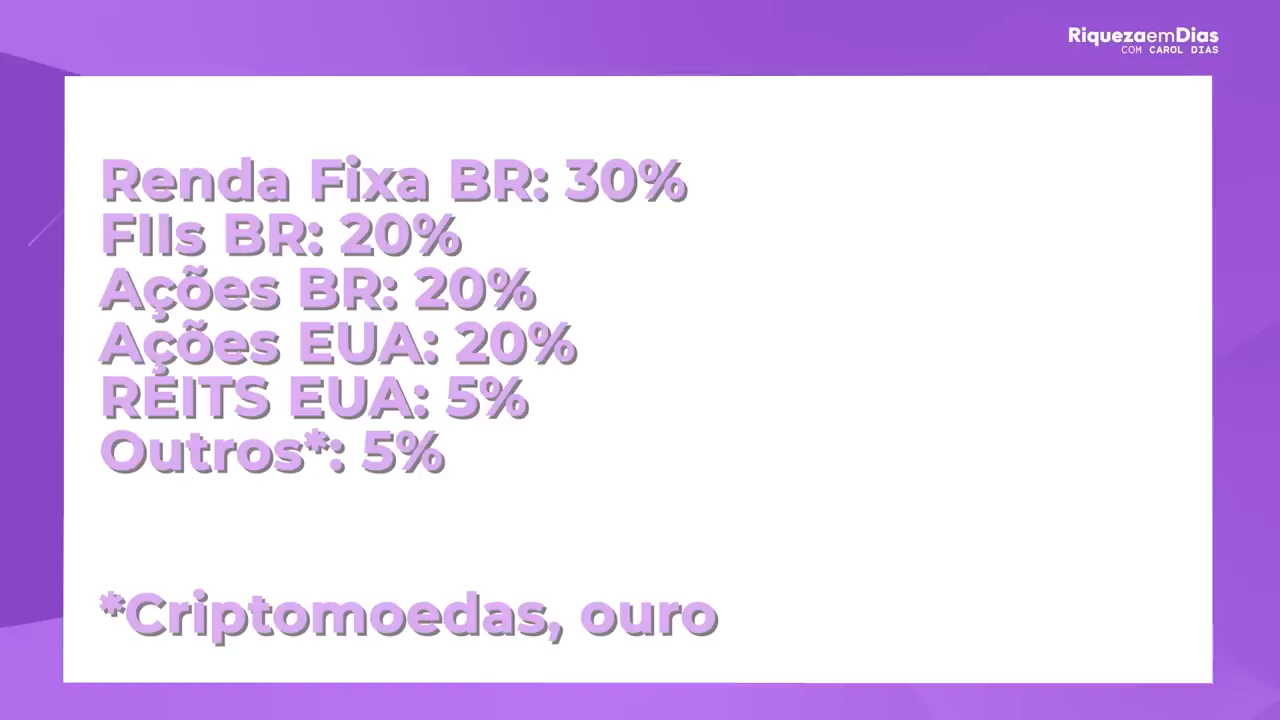 RiquezaemDias
COM CAROL DIAS
Renda Fixa BR: 30%
FIIs BR: 20%
Ações BR: 20%
Ações EUA: 20%
REITS EUA: 5%
Outros*: 5%
*Criptomoedas, ouro